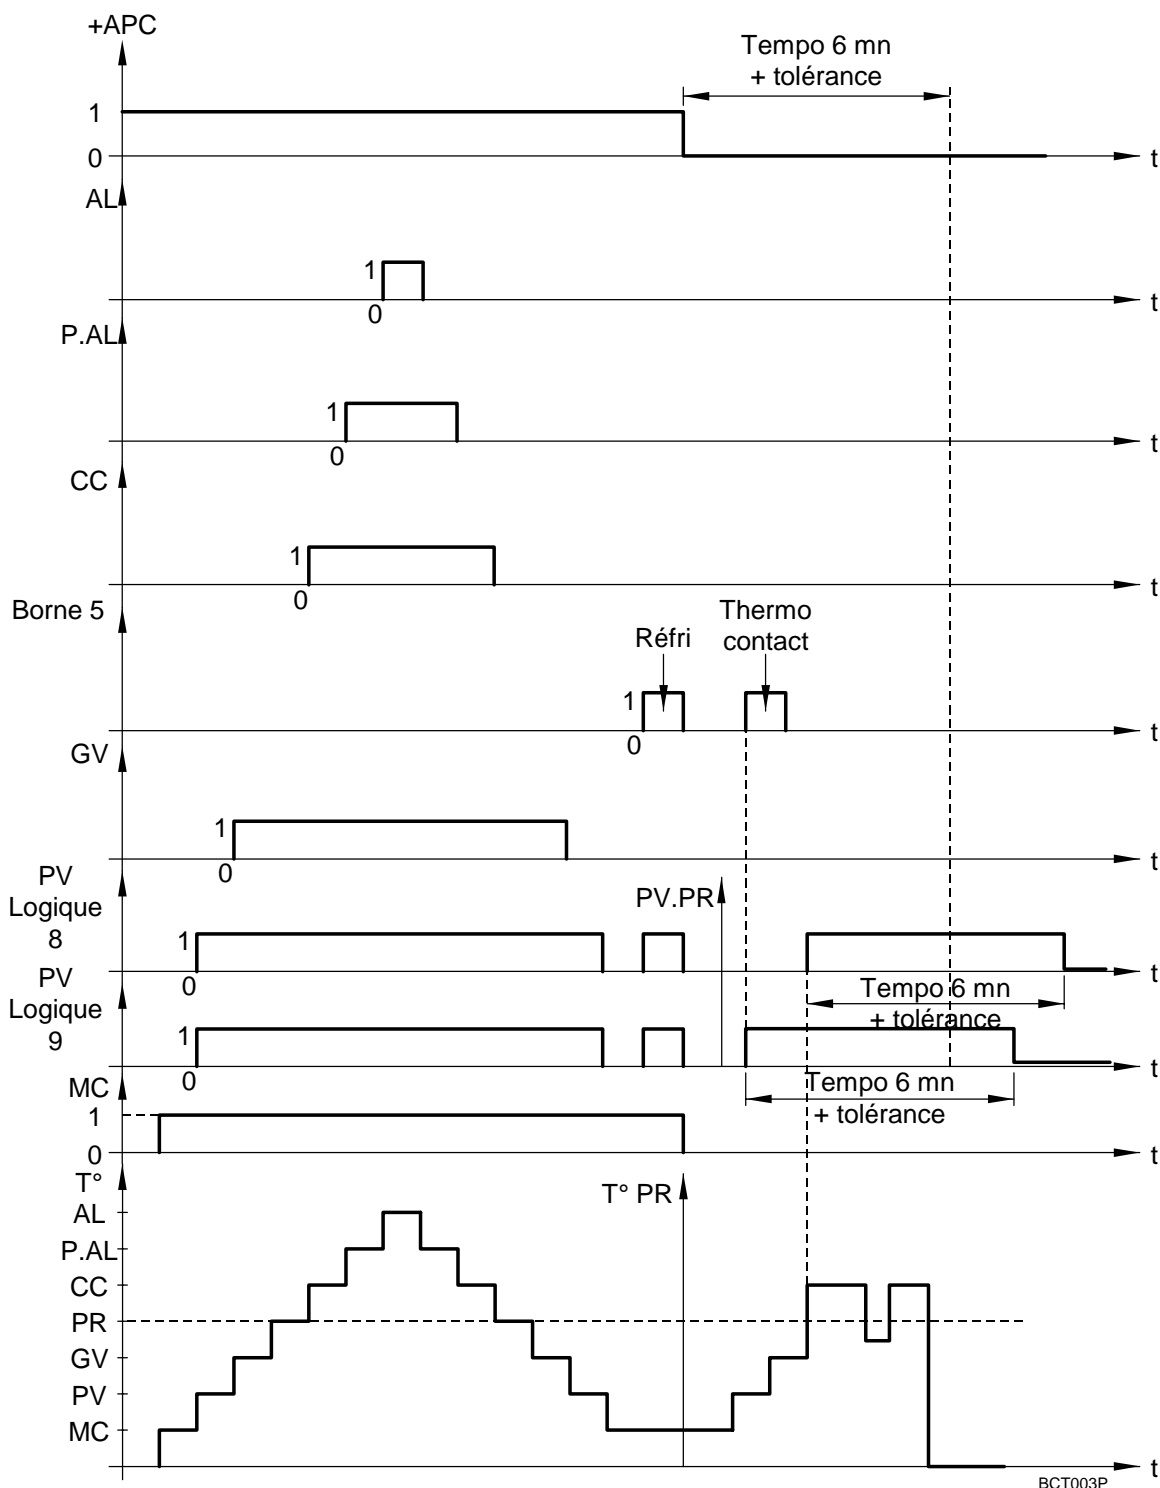 +APC
Tempo 6 mn
+ tolérance
1
0
t
AL
1
0
t
P.AL
1
0
t
CC
1
0
t
Borne 5
Réfri
Thermo
contact
1
0
t
GV
1
0
t
PV
Logique
8
PV.PR
1
0
t
Tempo 6 mn
+ tolérance
PV
Logique
9
1
0
t
Tempo 6 mn
+ tolérance
MC
1
0
t
T°
T° PR
AL
P.AL
CC
PR
GV
PV
MC
t
BCT003P